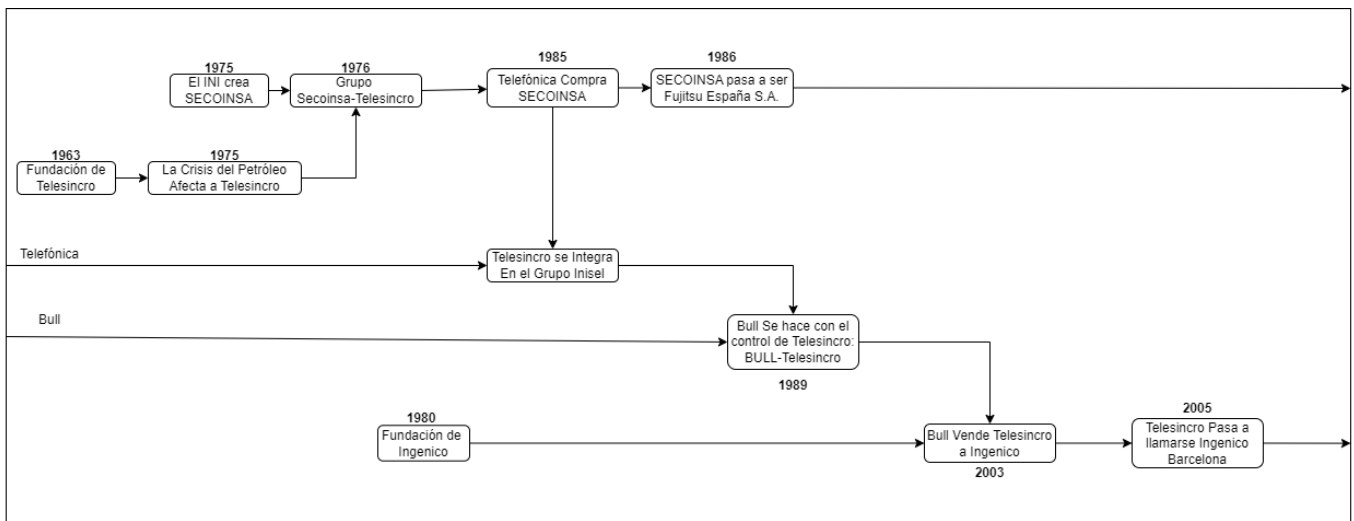 1975
El INI crea
SECOINSA
1976
Grupo
Secoinsa-Telesincro
1985
Telefónica Compra
SECOINSA
1986
SECOINSA pasa a ser
Fujitsu España S.A.
1963
Fundación de
Telesincro
1975
La Crisis del Petróleo
Afecta a Telesincro
Telefónica
Telesincro se Integra
En el Grupo Inisel
Bull
Bull Se hace con el
control de Telesincro:
BULL-Telesincro
1989
1980
Fundación de
Ingenico
Bull Vende Telesincro
a Ingenico
2003
2005
Telesincro Pasa a
llamarse Ingenico
Barcelona